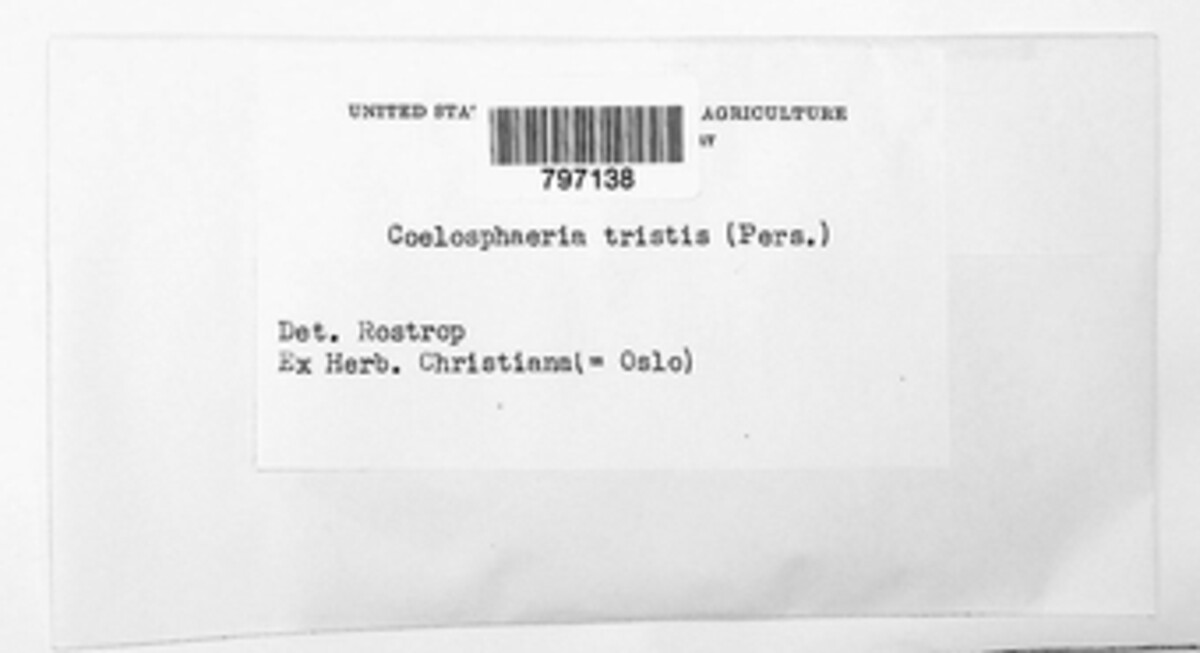 UNITED STA AGRICULTURE
797138
Coelosphaeria tristis (Pers.)
Det. Rostrop
Ex Herb. Christiana(= Oslo)